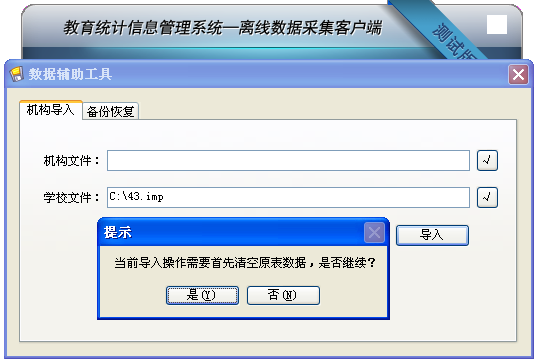 教育统计信息管理系统—离线数据采集客户端
测试版
数据辅助工具
机构导入
备份恢复
机构文件：
√
学校文件：
C:\43.imp
√
导入
提示
当前导入操作需要首先清空原表数据，是否继续？
是(Y)
否(N)